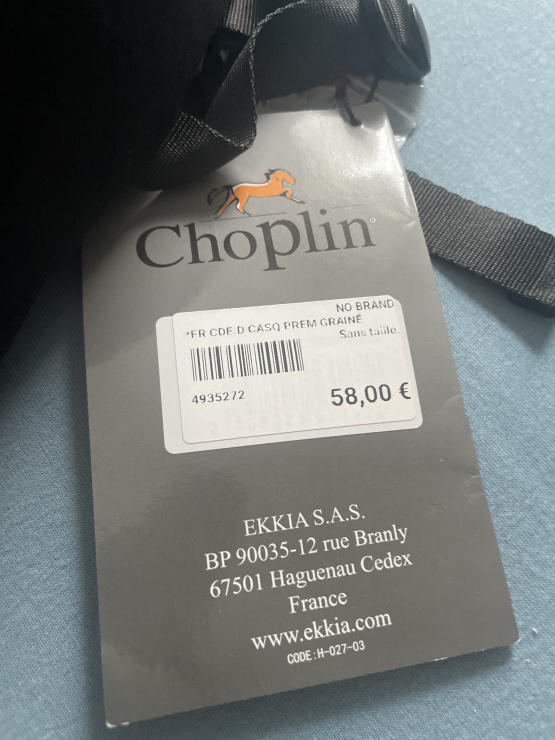 Choplin
NO BRAND
*FR CDE.D CASQ PREM GRAINÉ
Sans taille.
4935272
58,00 €
EKKIA S.A.S.
BP 90035-12 rue Branly
67501 Haguenau Cedex
France
www.ekkia.com
CODE:H-027-03